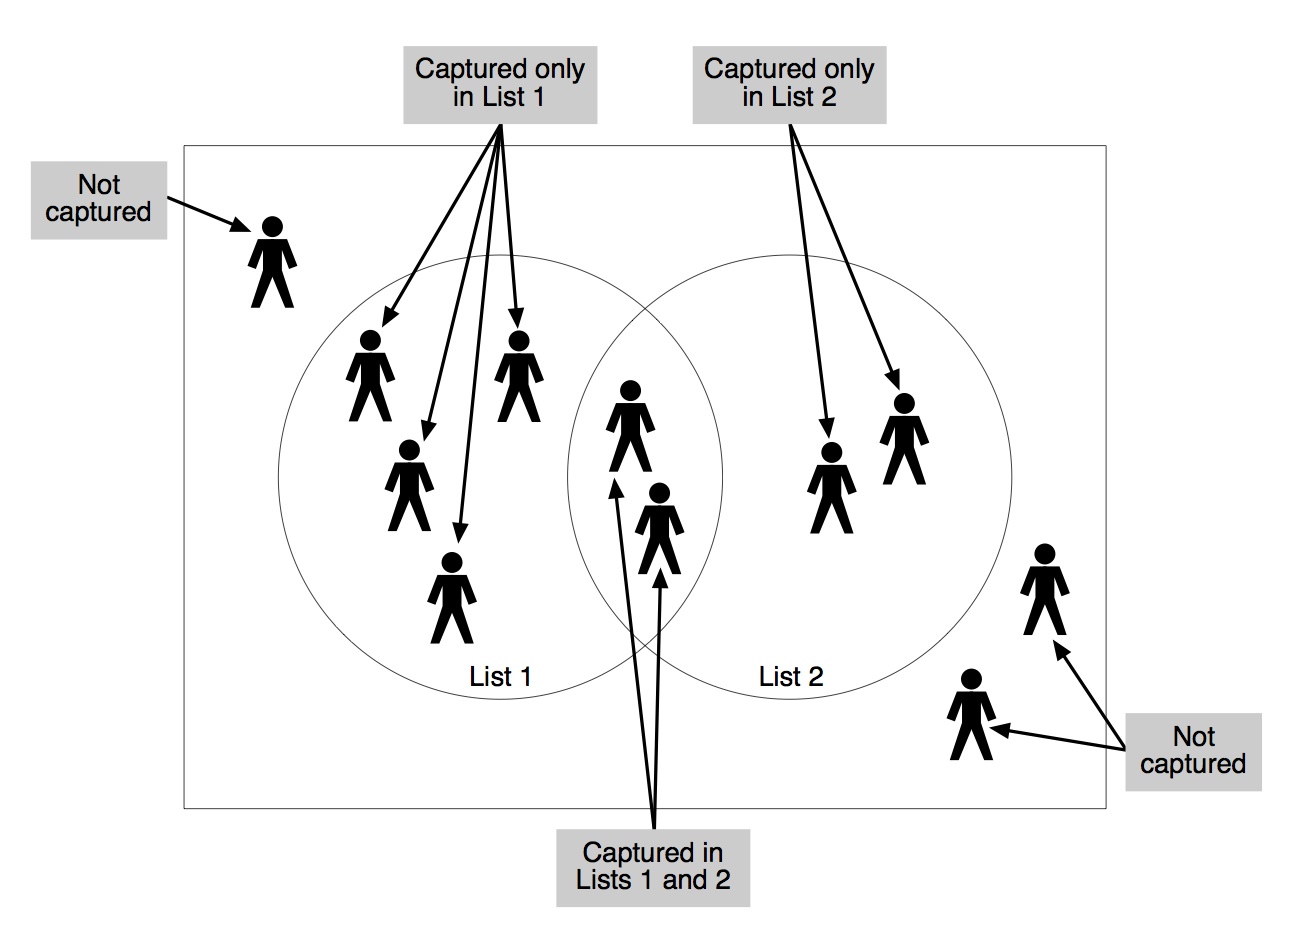 Captured only
in List 1
Captured only
in List 2
Not
captured
List 1
List 2
Not
captured
Captured in
Lists 1 and 2